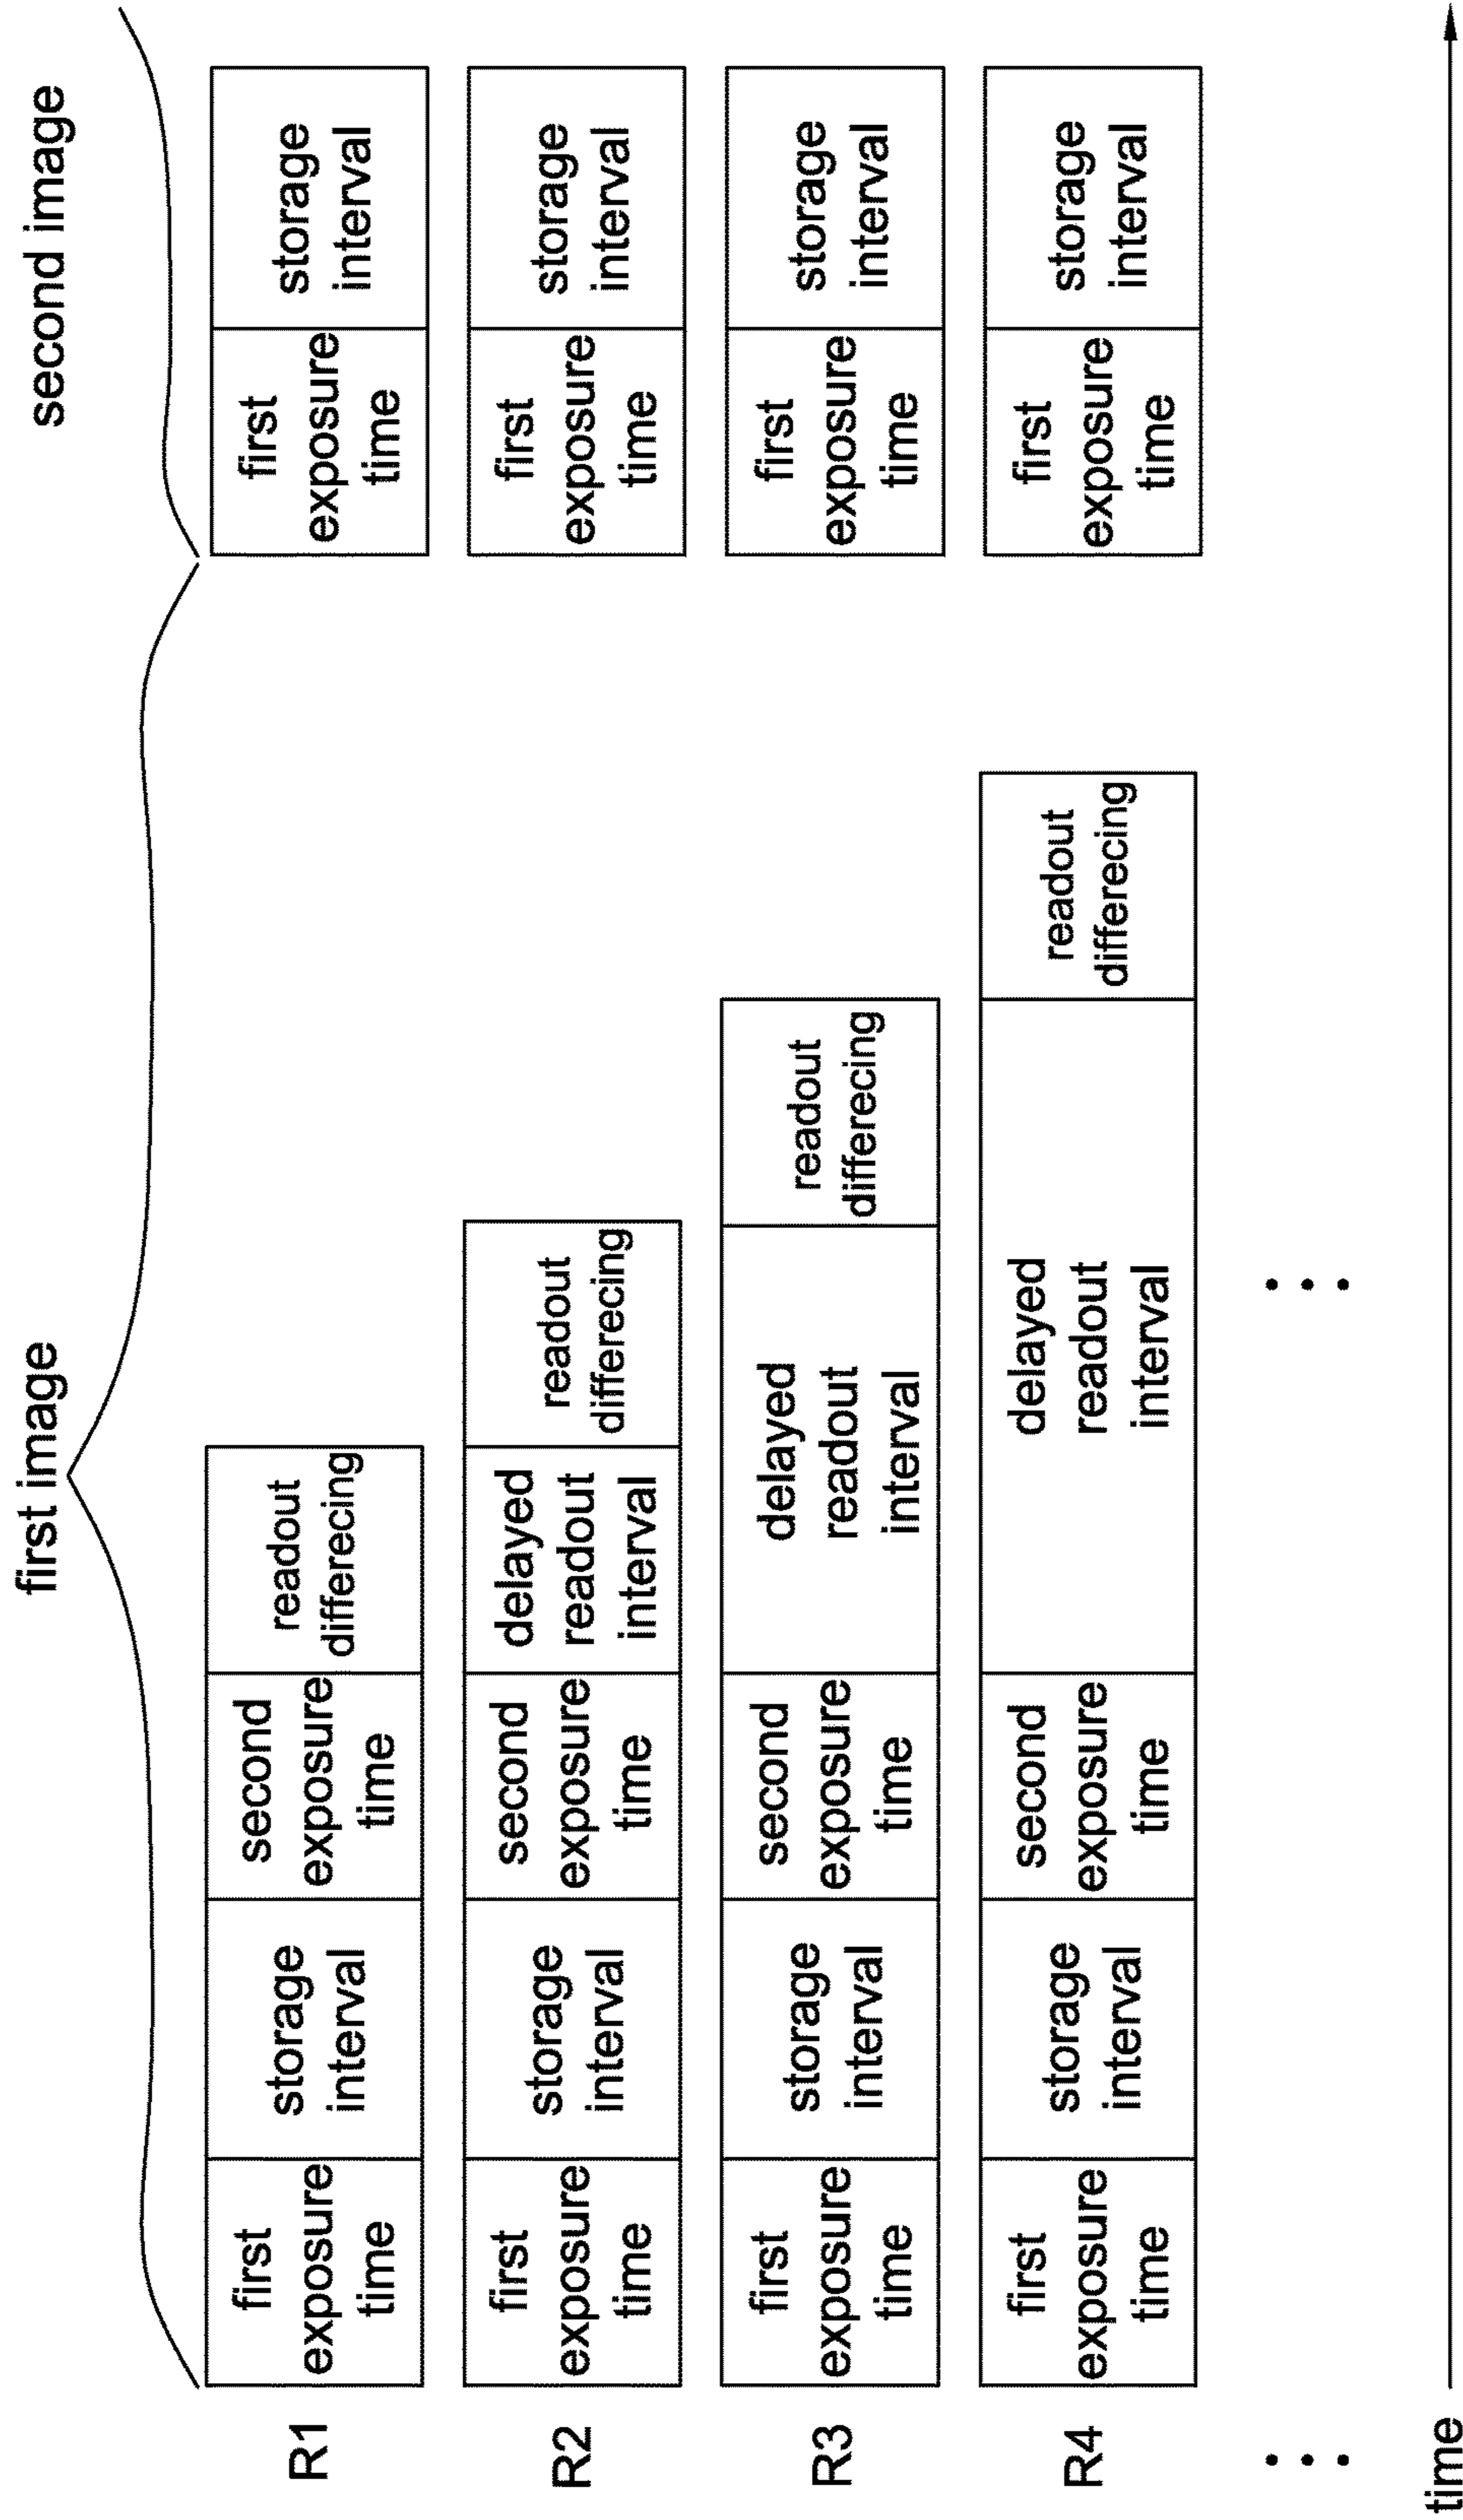 first image
second image
R1
first
exposure
time
storage
interval
second
exposure
time
readout
differecing
first
exposure
time
storage
interval
R2
first
exposure
time
storage
interval
second
exposure
time
delayed
readout
interval
readout
differecing
first
exposure
time
storage
interval
R3
first
exposure
time
storage
interval
second
exposure
time
delayed
readout
interval
readout
differecing
first
exposure
time
storage
interval
R4
first
exposure
time
storage
interval
second
exposure
time
delayed
readout
interval
readout
differecing
first
exposure
time
storage
interval
...
...
time